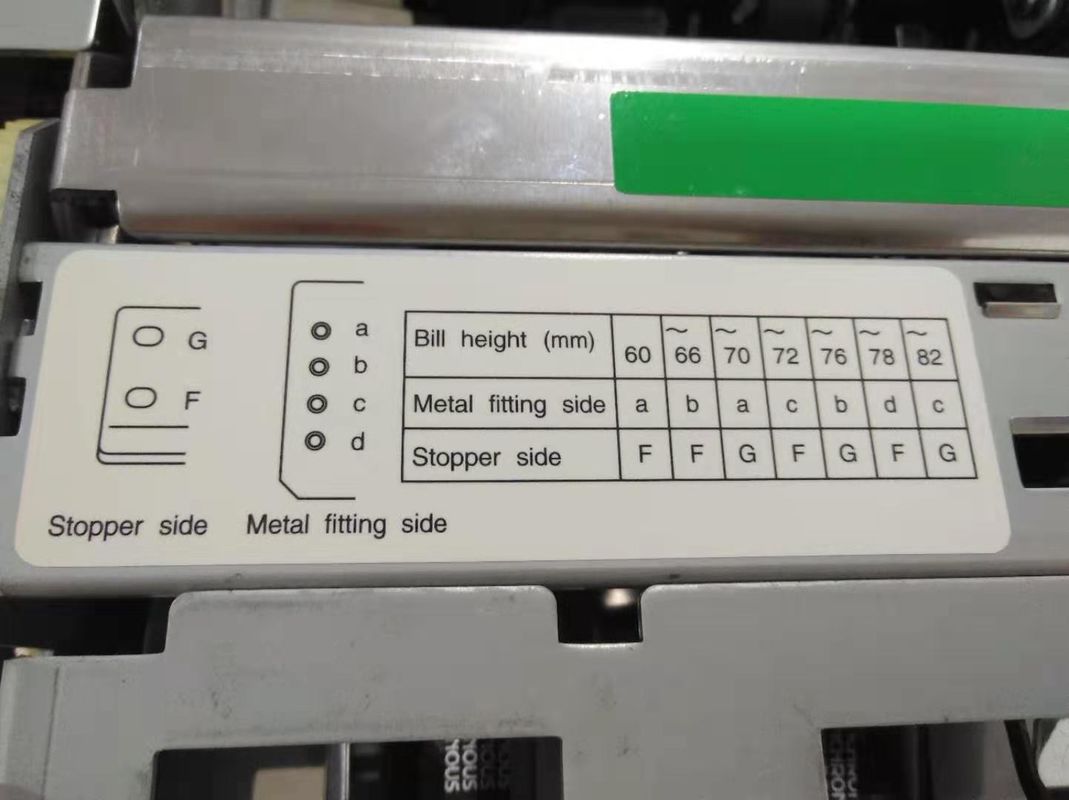 G
F
Stopper side
a
b
c
d
Metal fitting side
Bill height (mm) 60 ~66 ~70 ~72 ~76 ~78 ~82
Metal fitting side a b a c b d c
Stopper side F F G F G F G